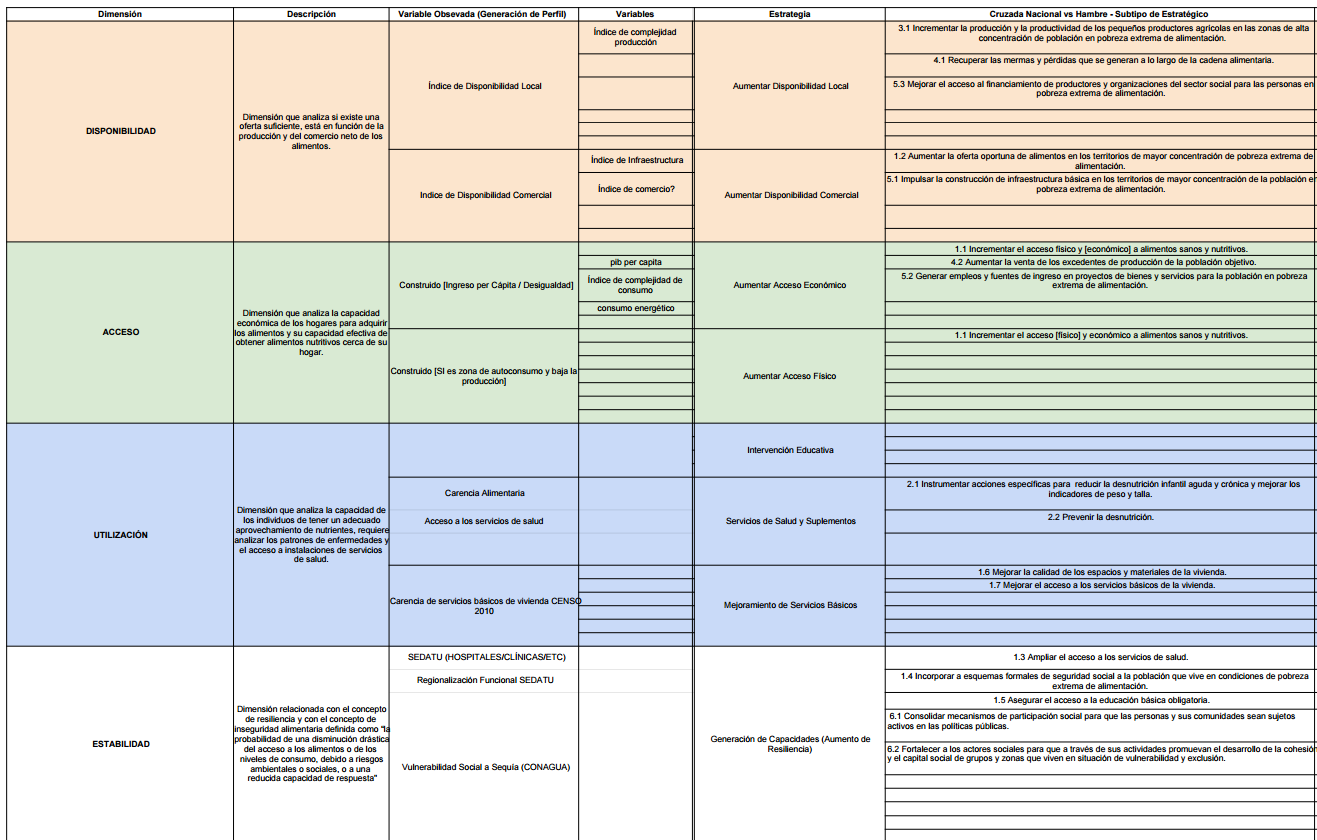 Dimensión
Descripción
Variable Obsevada (Generación de Perfil)
Variables
Estrategia
Cruzada Nacional vs Hambre - Subtipo de Estratégico
DISPONIBILIDAD
Dimensión que analiza si existe una
oferta suficiente, está en función de la
producción y del comercio neto de los
alimentos.
Índice de Disponibilidad Local
Índice de complejidad
producción
Aumentar Disponibilidad Local
3.1 Incrementar la producción y la productividad de los pequeños productores agrícolas en las zonas de alta
concentración de población en pobreza extrema de alimentación.
4.1 Recuperar las mermas y pérdidas que se generan a lo largo de la cadena alimentaria.
5.3 Mejorar el acceso al financiamiento de productores y organizaciones del sector social para las personas en
pobreza extrema de alimentación.
Indice de Disponibilidad Comercial
Índice de Infraestructura
Índice de comercio?
Aumentar Disponibilidad Comercial
1.2 Aumentar la oferta oportuna de alimentos en los territorios de mayor concentración de pobreza extrema de
alimentación.
5.1 Impulsar la construcción de infraestructura básica en los territorios de mayor concentración de la población en
pobreza extrema de alimentación.
ACCESO
Dimensión que analiza la capacidad
económica de los hogares para adquirir
los alimentos y su capacidad efectiva de
obtener alimentos nutritivos cerca de su
hogar.
Construido [Ingreso per Cápita / Desigualdad]
pib per capita
Índice de complejidad de
consumo
consumo energético
Aumentar Acceso Económico
1.1 Incrementar el acceso físico y [económico] a alimentos sanos y nutritivos.
4.2 Aumentar la venta de los excedentes de producción de la población objetivo.
5.2 Generar empleos y fuentes de ingreso en proyectos de bienes y servicios para la población en pobreza
extrema de alimentación.
Construido [SI es zona de autoconsumo y baja la
producción]
Aumentar Acceso Físico
1.1 Incrementar el acceso [físico] y económico a alimentos sanos y nutritivos.
UTILIZACIÓN
Dimensión que analiza la capacidad de
los individuos de tener un adecuado
aprovechamiento de nutrientes, requiere
analizar los patrones de enfermedades y
el acceso a instalaciones de servicios
de salud.
Intervención Educativa
Carencia Alimentaria
Acceso a los servicios de salud
Servicios de Salud y Suplementos
2.1 Instrumentar acciones específicas para reducir la desnutrición infantil aguda y crónica y mejorar los
indicadores de peso y talla.
2.2 Prevenir la desnutrición.
Carencia de servicios básicos de vivienda CENSO
2010
Mejoramiento de Servicios Básicos
1.6 Mejorar la calidad de los espacios y materiales de la vivienda.
1.7 Mejorar el acceso a los servicios básicos de la vivienda.
ESTABILIDAD
Dimensión relacionada con el concepto
de resiliencia y con el concepto de
inseguridad alimentaria definida como "la
probabilidad de una disminución drástica
del acceso a los alimentos o de los
niveles de consumo, debido a riesgos
ambientales o sociales, o a una
reducida capacidad de respuesta"
SEDATU (HOSPITALES/CLÍNICAS/ETC)
Regionalización Funcional SEDATU
Vulnerabilidad Social a Sequía (CONAGUA)
Generación de Capacidades (Aumento de
Resiliencia)
1.3 Ampliar el acceso a los servicios de salud.
1.4 Incorporar a esquemas formales de seguridad social a la población que vive en condiciones de pobreza
extrema de alimentación.
1.5 Asegurar el acceso a la educación básica obligatoria.
6.1 Consolidar mecanismos de participación social para que las personas y sus comunidades sean sujetos
activos en las políticas públicas.
6.2 Fortalecer a los actores sociales para que a través de sus actividades promuevan el desarrollo de la cohesión
y el capital social de grupos y zonas que viven en situación de vulnerabilidad y exclusión.